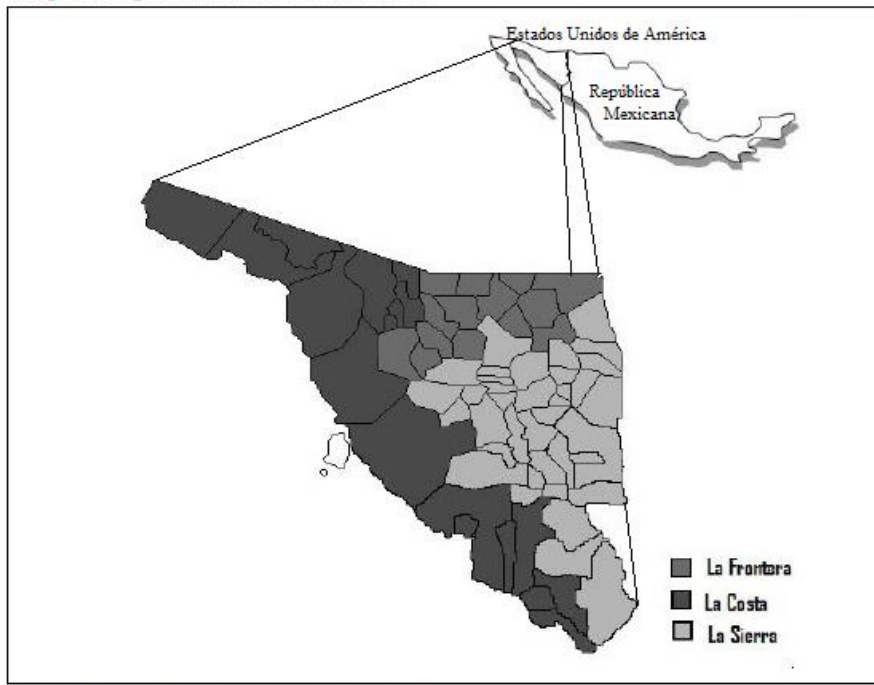 Estados Unidos de América
República
Mexicana
La Frontera
La Costa
La Sierra